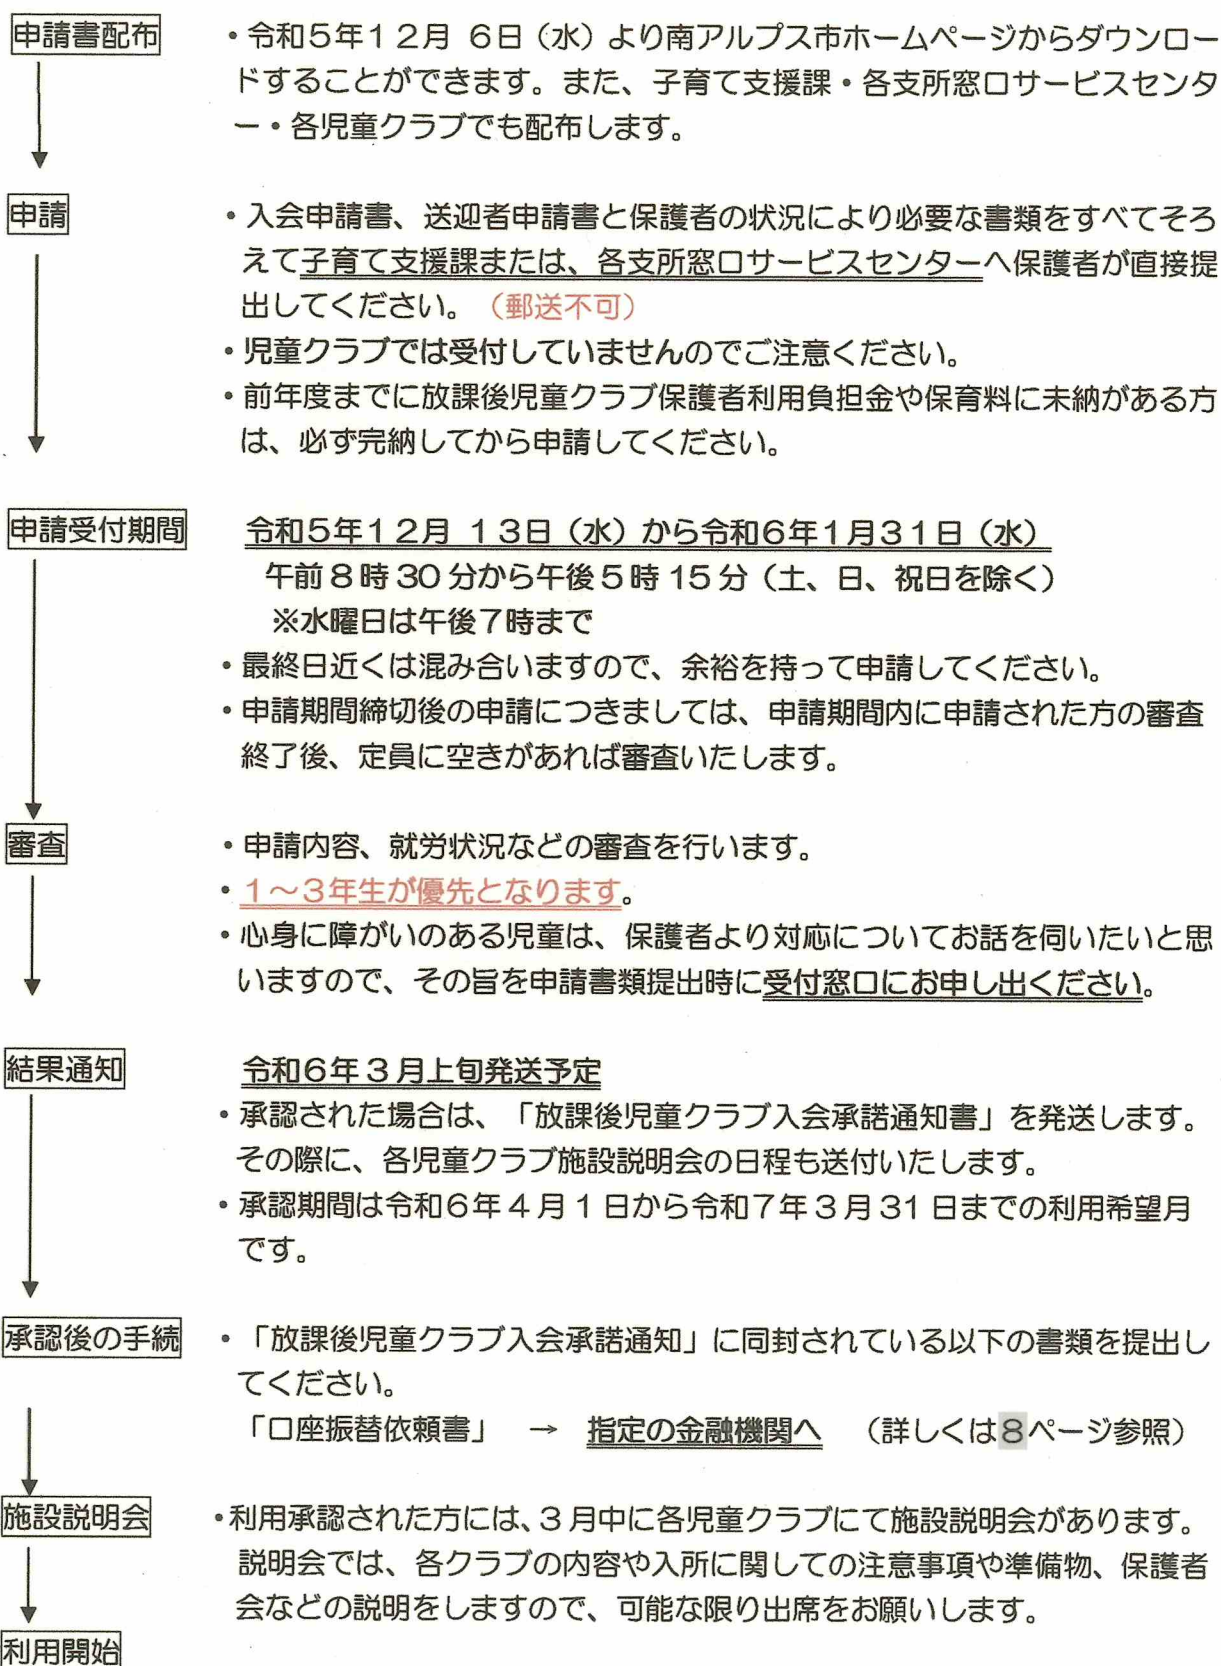 申請書配布
・令和5年12月 6日（水）より南アルプス市ホームページからダウンロー
ドすることができます。また、子育て支援課・各支所窓口サービスセンタ
ー・各児童クラブでも配布します。
申請
・入会申請書、送迎者申請書と保護者の状況により必要な書類をすべてそろ
えて子育て支援課または、各支所窓口サービスセンターへ保護者が直接提
出してください。（郵送不可）
・児童クラブでは受付していませんのでご注意ください。
・前年度までに放課後児童クラブ保護者利用負担金や保育料に未納がある方
は、必ず完納してから申請してください。
申請受付期間
令和5年12月 13日（水）から令和6年1月31日（水）
午前8時30分から午後5時15分（土、日、祝日を除く）
※水曜日は午後7時まで
・最終日近くは混み合いますので、余裕を持って申請してください。
・申請期間締切後の申請につきましては、申請期間内に申請された方の審査
終了後、定員に空きがあれば審査いたします。
審査
・申請内容、就労状況などの審査を行います。
・1～3年生が優先となります。
・心身に障がいのある児童は、保護者より対応についてお話を伺いたいと思
いますので、その旨を申請書類提出時に受付窓口にお申し出ください。
結果通知
令和6年3月上旬発送予定
・承認された場合は、「放課後児童クラブ入会承諾通知書」を発送します。
その際に、各児童クラブ施設説明会の日程も送付いたします。
・承認期間は令和6年4月1日から令和7年3月31日までの利用希望月
です。
承認後の手続
・「放課後児童クラブ入会承諾通知」に同封されている以下の書類を提出し
てください。
「口座振替依頼書」 → 指定の金融機関へ （詳しくは8ページ参照）
施設説明会
・利用承認された方には、3月中に各児童クラブにて施設説明会があります。
説明会では、各クラブの内容や入所に関しての注意事項や準備物、保護者
会などの説明をしますので、可能な限り出席をお願いします。
利用開始